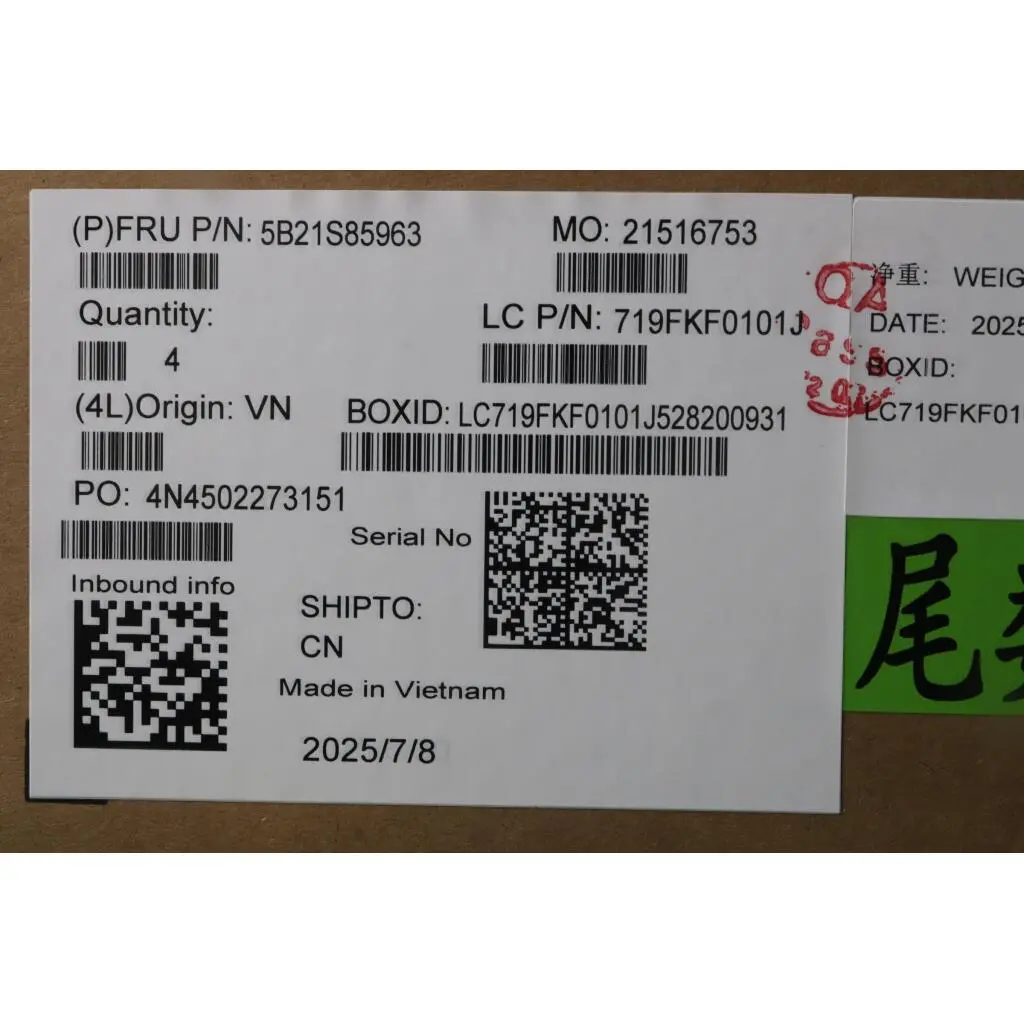 (P)FRU P/N: 5B21S85963
MO: 21516753
Quantity:
4
LC P/N: 719FKF0101J
(4L)Origin: VN
BOXID: LC719FKF0101J528200931
PO: 4N4502273151
Serial No
Inbound info
SHIPTO:
CN
Made in Vietnam
2025/7/8
QA
净重: WEIG
DATE: 2025
BOXID:
LC719FKF01
尾